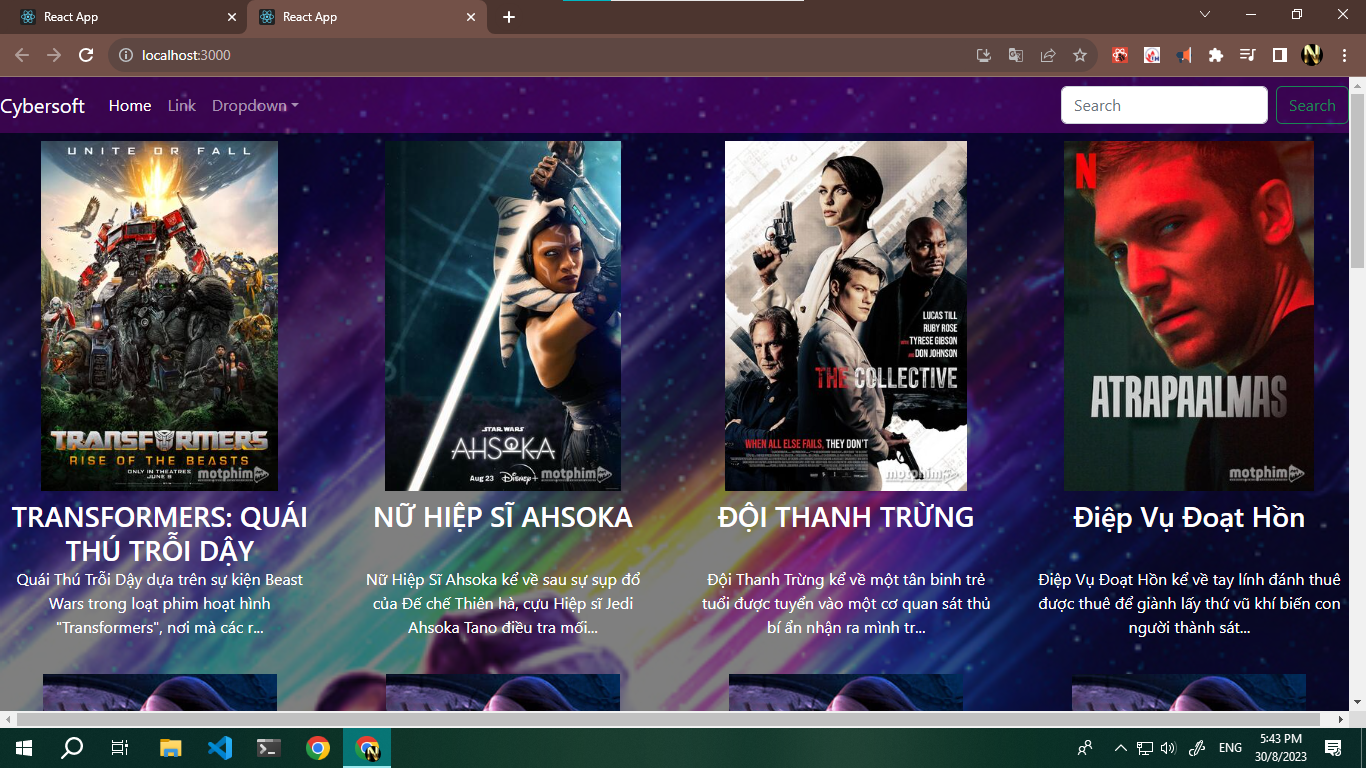 React App
React App
localhost:3000
Cybersoft
Home
Link
Dropdown
Search
Search
UNITE OR FALL
TRANSFORMERS
RISE OF THE BEASTS
ONLY IN THEATRES
JUNE 8
motphim
STAR WARS
AHSOKA
Aug 23
Disney+
motphim
LUCAS TILL
RUBY ROSE
TYRESE GIBSON
AND DON JOHNSON
THE COLLECTIVE
WHEN ALL ELSE FAILS, THEY DON'T
motphim
N
ATRAPAALMAS
motphim
TRANSFORMERS: QUÁI
THÚ TRỖI DẬY
Quái Thú Trỗi Dậy dựa trên sự kiện Beast
Wars trong loạt phim hoạt hình
"Transformers", nơi mà các r...
NỮ HIỆP SĨ AHSOKA
Nữ Hiệp Sĩ Ahsoka kể về sau sự sụp đổ
của Đế chế Thiên hà, cựu Hiệp sĩ Jedi
Ahsoka Tano điều tra mối...
ĐỘI THANH TRỪNG
Đội Thanh Trừng kể về một tân binh trẻ
tuổi được tuyển vào một cơ quan sát thủ
bí ẩn nhận ra mình tr...
Điệp Vụ Đoạt Hồn
Điệp Vụ Đoạt Hồn kể về tay lính đánh thuê
được thuê để giành lấy thứ vũ khí biến con
người thành sát...
ENG
5:43 PM
30/8/2023